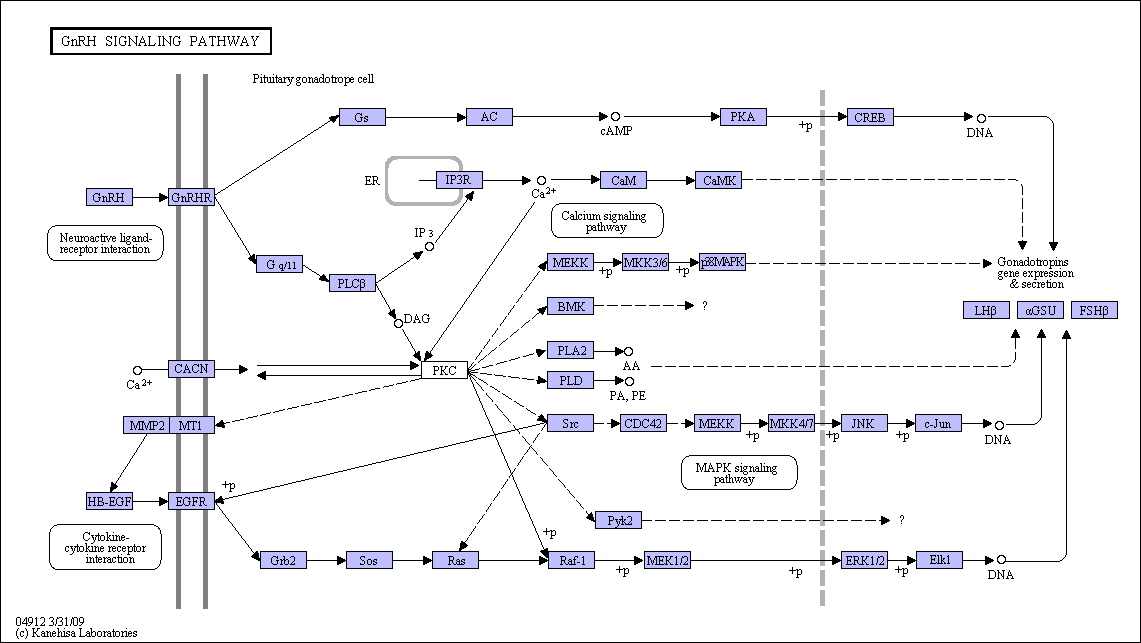 GnRH SIGNALING PATHWAY
Pituitary gonadotrope cell
Gs
AC
cAMP
PKA
+p
CREB
DNA
ER
IP3R
Ca2+
CaM
CaMK
GnRH
GnRHR
Neuroactive ligand-
receptor interaction
Calcium signaling
pathway
IP3
G q/11
PLCβ
MEKK
+p
MKK3/6
+p
p38MAPK
Gonadotropins
gene expression
& secretion
BMK
?
LHβ
αGSU
FSHβ
DAG
PLA2
AA
CACN
Ca2+
PKC
PLD
PA, PE
MMP2
MT1
Src
CDC42
MEKK
+p
MKK4/7
+p
JNK
+p
c-Jun
DNA
MAPK signaling
pathway
+p
HB-EGF
EGFR
Pyk2
?
Cytokine-
cytokine receptor
interaction
+p
Grb2
Sos
Ras
Raf-1
+p
MEK1/2
+p
ERK1/2
+p
Elk1
DNA
04912 3/31/09
(c) Kanehisa Laboratories